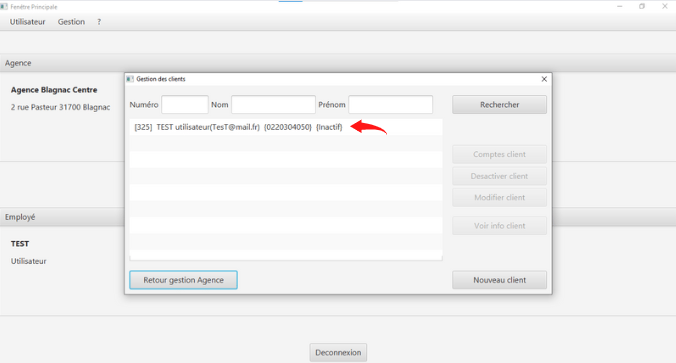 Fenêtre Principale
Utilisateur Gestion ?
Agence
Agence Blagnac Centre
2 rue Pasteur 31700 Blagnac
Gestion des clients
Numéro Nom Prénom Rechercher
[325] TEST utilisateur(TesT@mail.fr) (0220304050) (Inactif)
Comptes client
Desactiver client
Modifier client
Voir info client
Retour gestion Agence Nouveau client
Employé
TEST
Utilisateur
Deconnexion